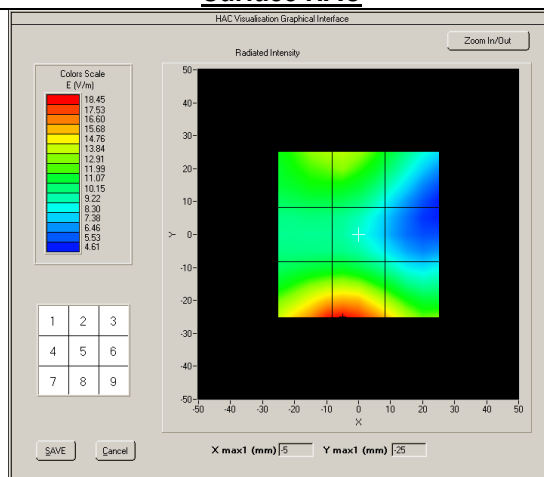 HAC Visualisation Graphical Interface
Zoom In/Out
Radiated Intensity
Colors Scale
E (V/m)
18.45
17.53
16.60
15.68
14.76
13.84
12.91
11.99
11.07
10.15
9.22
8.30
7.38
6.46
5.53
4.61
50
40
30
20
10
0
-10
-20
-30
-40
-50
Y
-50 -40 -30 -20 -10 0 10 20 30 40 50
X
1 2 3
4 5 6
7 8 9
SAVE Cancel
X max1 (mm) -5 Y max1 (mm) -25